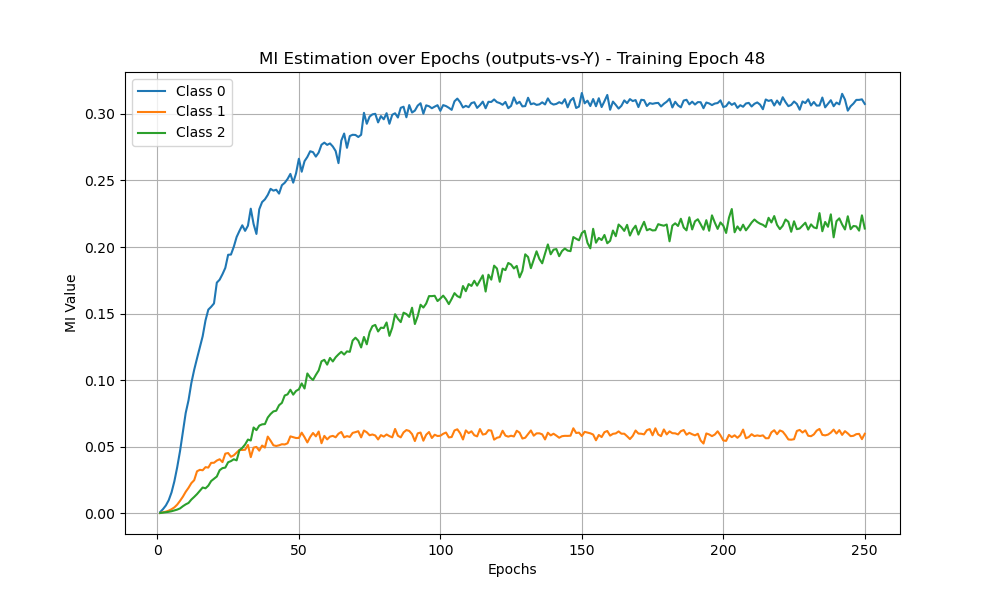 MI Estimation over Epochs (outputs-vs-Y) - Training Epoch 48
Class 0
Class 1
Class 2
MI Value
0.30
0.25
0.20
0.15
0.10
0.05
0.00
0 50 100 150 200 250
Epochs